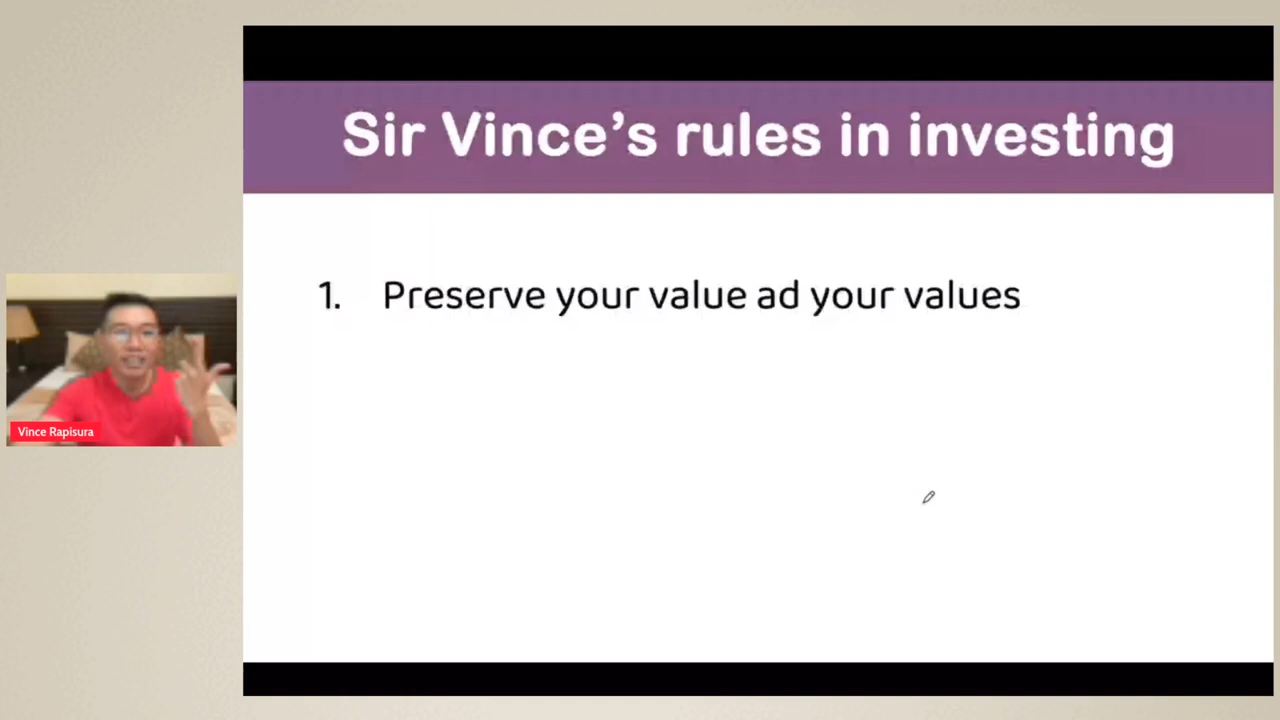 Sir Vince’s rules in investing
1. Preserve your value ad your values
Vince Rapisura